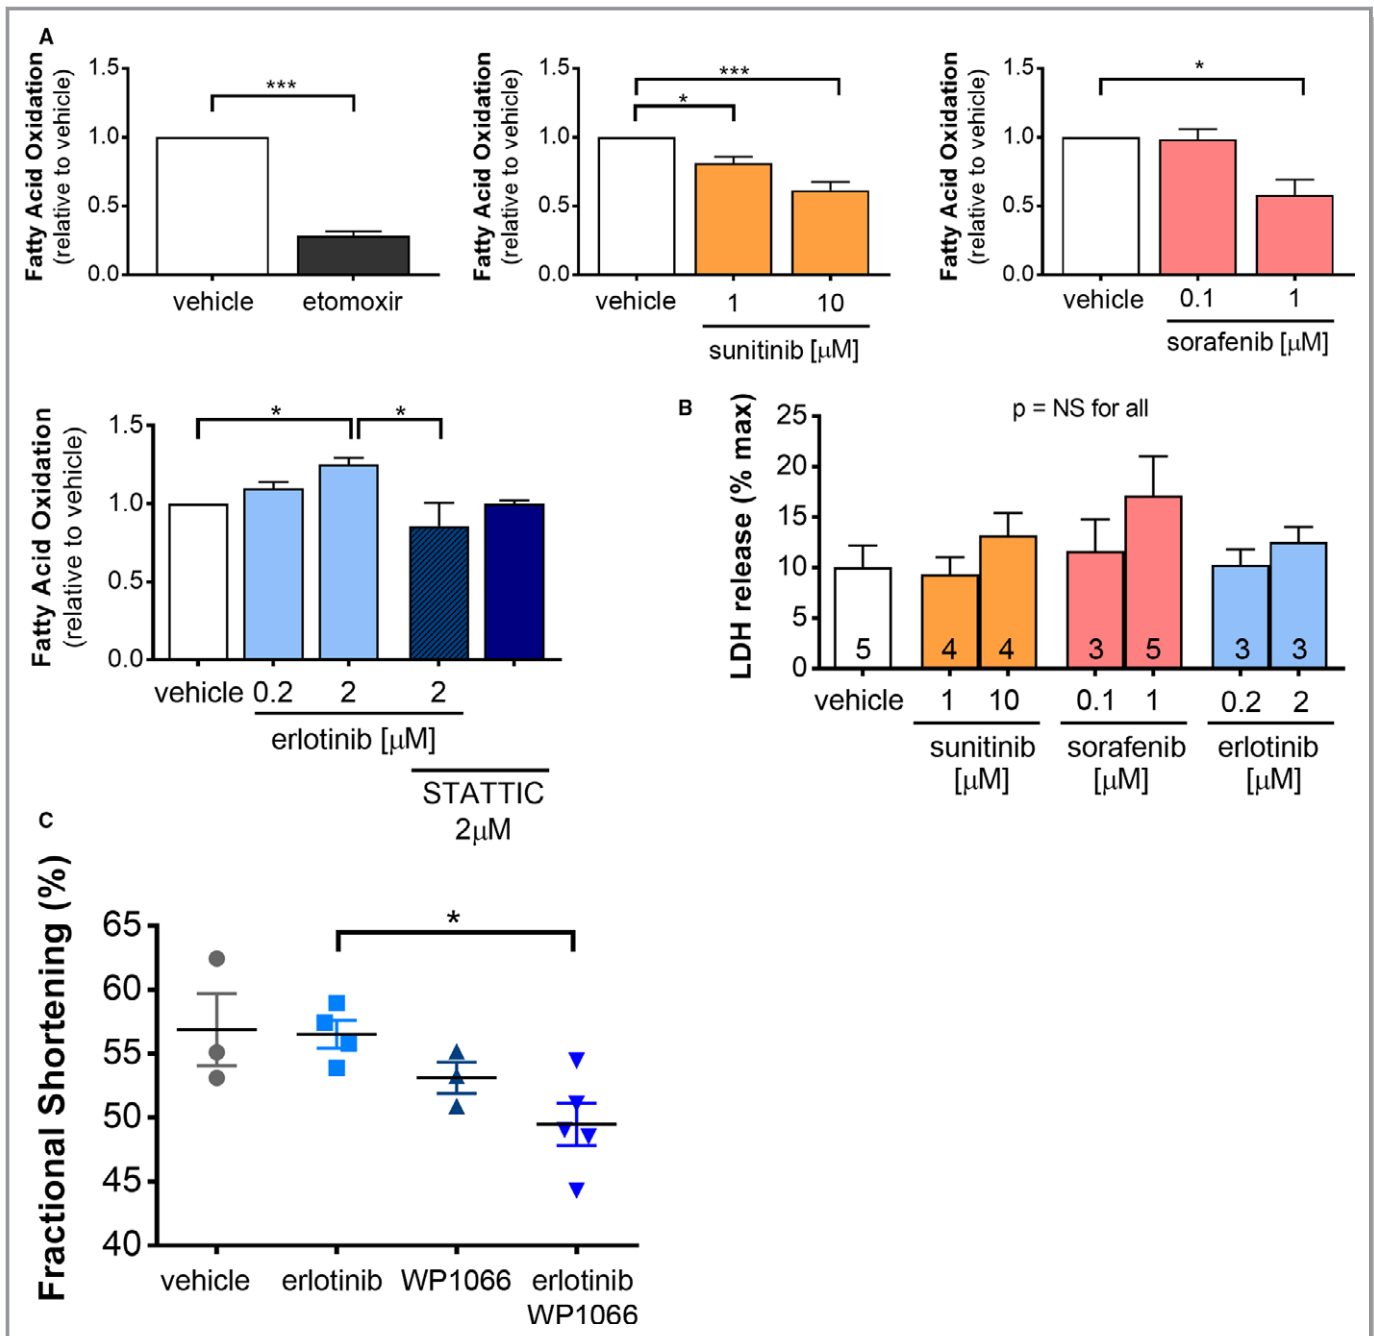 A
Fatty Acid Oxidation
(relative to vehicle)
1.5
1.0
0.5
0.0
***
vehicle
etomoxir
Fatty Acid Oxidation
(relative to vehicle)
1.5
1.0
0.5
0.0
***
*
vehicle
1
10
sunitinib [μM]
Fatty Acid Oxidation
(relative to vehicle)
1.5
1.0
0.5
0.0
*
vehicle
0.1
1
sorafenib [μM]
Fatty Acid Oxidation
(relative to vehicle)
1.5
1.0
0.5
0.0
*
*
vehicle
0.2
2
2
erlotinib [μM]
STATTIC
2μM
B
LDH release (% max)
25
20
15
10
5
0
p = NS for all
5
4
4
3
5
3
3
vehicle
1
10
0.1
1
0.2
2
sunitinib
[μM]
sorafenib
[μM]
erlotinib
[μM]
C
Fractional Shortening (%)
65
60
55
50
45
40
*
vehicle
erlotinib
WP1066
erlotinib
WP1066